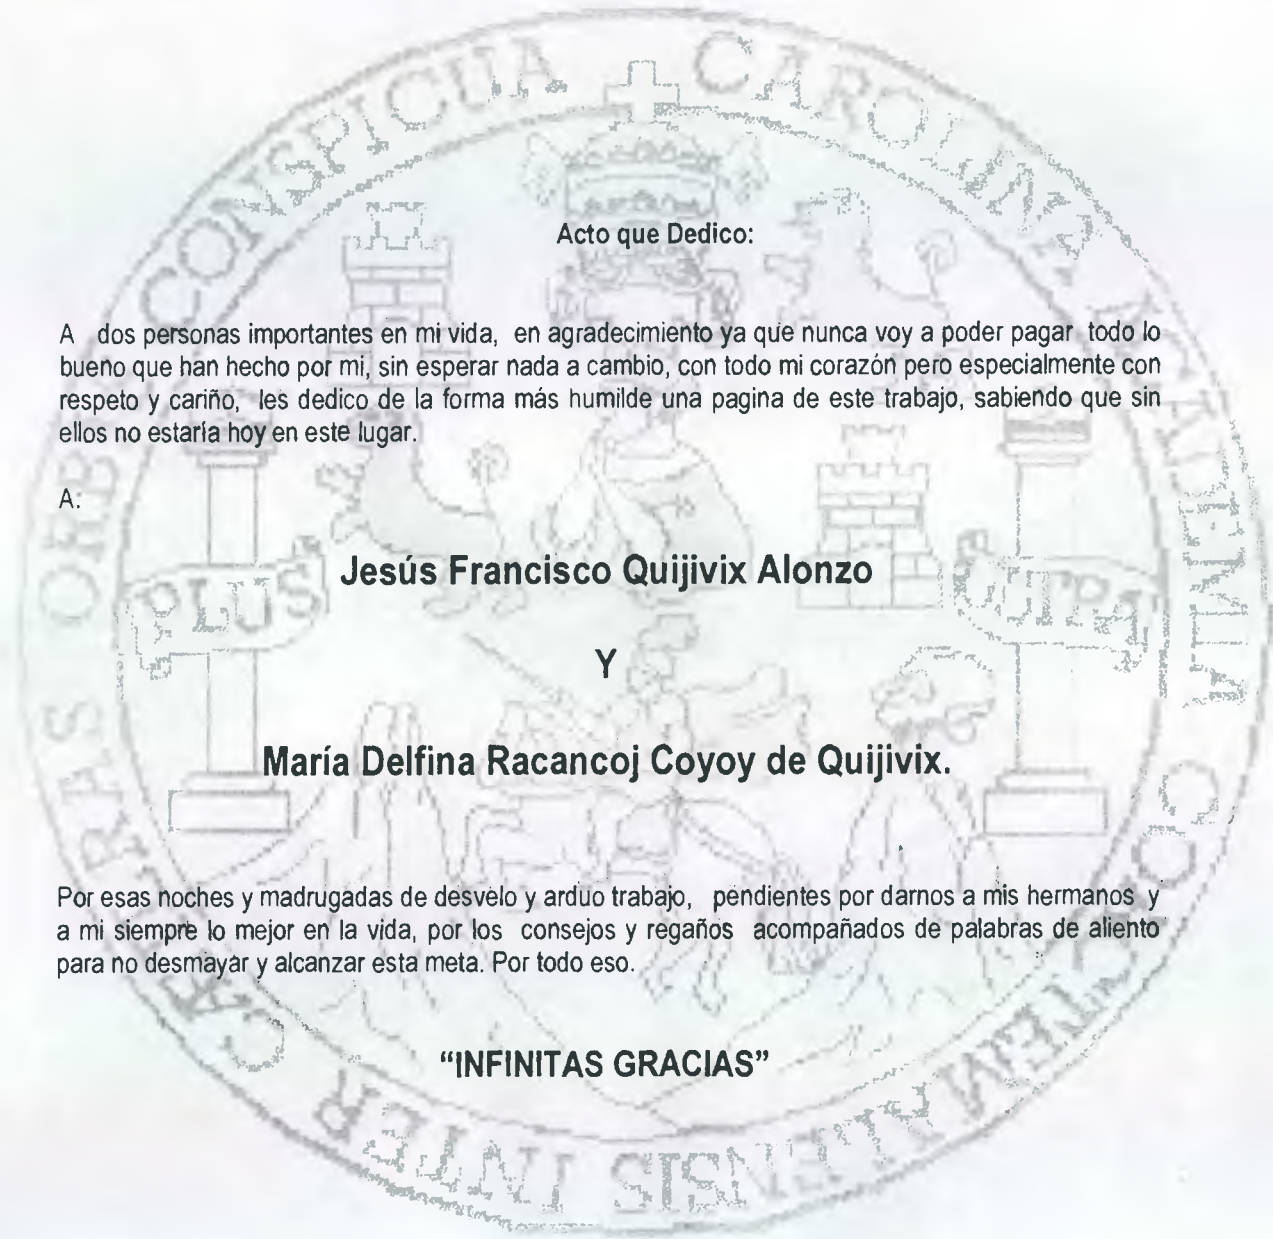 Acto que Dedico:
A dos personas importantes en mi vida, en agradecimiento ya que nunca voy a poder pagar todo lo
bueno que han hecho por mi, sin esperar nada a cambio, con todo mi corazón pero especialmente con
respeto y cariño, les dedico de la forma más humilde una pagina de este trabajo, sabiendo que sin
ellos no estaría hoy en este lugar.
A:
Jesús Francisco Quijivix Alonzo
Y
María Delfina Racancoj Coyoy de Quijivix.
Por esas noches y madrugadas de desvelo y arduo trabajo, pendientes por darnos a mis hermanos y
a mi siempre lo mejor en la vida, por los consejos y regaños acompañados de palabras de aliento
para no desmayar y alcanzar esta meta. Por todo eso.
“INFINITAS GRACIAS”
CONSPICUA CAROLINA ACADEMIA COACTEMALENSIS INTER CAETERAS ORBIS
PLUS